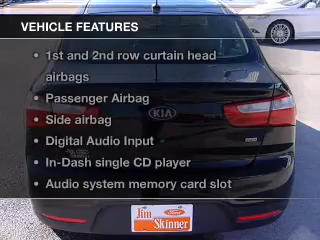 VEHICLE FEATURES
• 1st and 2nd row curtain head
airbags
• Passenger Airbag
• Side airbag
• Digital Audio Input
• In-Dash single CD player
• Audio system memory card slot
KIA
Jim
Ford
Skinner